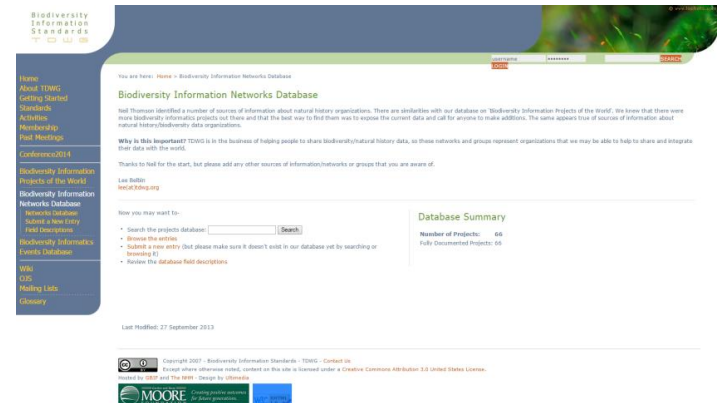 Biodiversity
Information
Standards
TDWG
username
********
SEARCH
LOGIN
Home
About TDWG
Getting Started
Standards
Activities
Membership
Past Meetings
Conference2014
Biodiversity Information
Projects of the World
Biodiversity Information
Networks Database
Networks Database
Submit a New Entry
Field Descriptions
Biodiversity Informatics
Events Database
Wiki
OJS
Mailing Lists
Glossary
You are here: Home > Biodiversity Information Networks Database
Biodiversity Information Networks Database
Neil Thomson identified a number of sources of information about natural history organizations. There are similarities with our database on 'Biodiversity Information Projects of the World'. We knew that there were
more biodiversity informatics projects out there and that the best way to find them was to expose the current data and call for anyone to make additions. The same appears true of sources of information about
natural history/biodiversity data organizations.
Why is this important? TDWG is in the business of helping people to share biodiversity/natural history data, so these networks and groups represent organizations that we may be able to help to share and integrate
their data with the world.
Thanks to Neil for the start, but please add any other sources of information/networks or groups that you are aware of.
Lee Belbin
lee(at)tdwg.org
Now you may want to-
• Search the projects database: Search
• Browse the entries
• Submit a new entry (but please make sure it doesn't exist in our database yet by searching or
browsing it)
• Review the database field descriptions
Database Summary
Number of Projects: 66
Fully Documented Projects: 66
Last Modified: 27 September 2013
Copyright 2007 - Biodiversity Information Standards - TDWG - Contact Us
Except where otherwise noted, content on this site is licensed under a Creative Commons Attribution 3.0 United States License.
Hosted by GBIF and The NHM - Design by Ultimedia
MOORE Creating positive outcomes
for future generations.